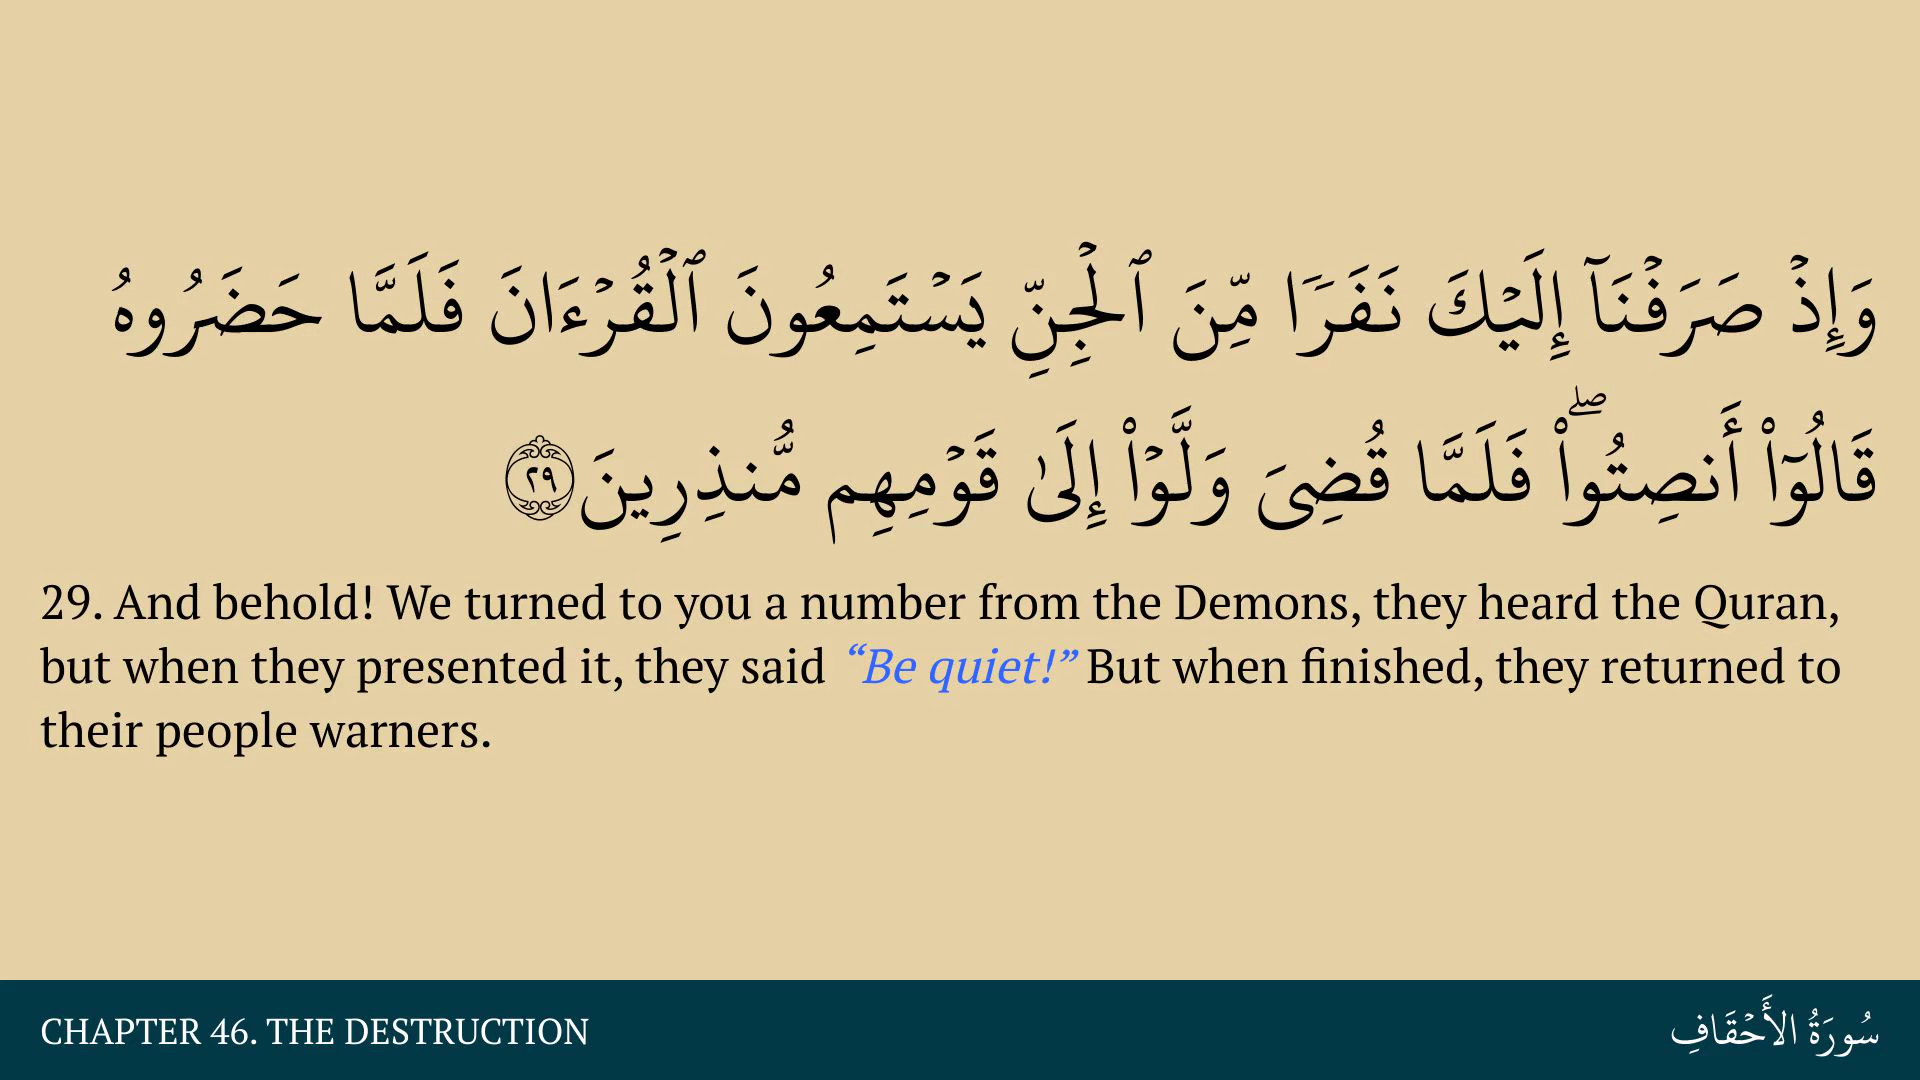 وَإِذۡ صَرَفۡنَآ إِلَيۡكَ نَفَرٗا مِّنَ ٱلۡجِنِّ يَسۡتَمِعُونَ ٱلۡقُرۡءَانَ فَلَمَّا حَضَرُوهُ
قَالُوٓاْ أَنصِتُواْۖ فَلَمَّا قُضِيَ وَلَّوۡاْ إِلَىٰ قَوۡمِهِم مُّنذِرِينَ ٢٩
29. And behold! We turned to you a number from the Demons, they heard the Quran,
but when they presented it, they said “Be quiet!” But when finished, they returned to
their people warners.
CHAPTER 46. THE DESTRUCTION
سُورَةُ الأَحۡقَافِ